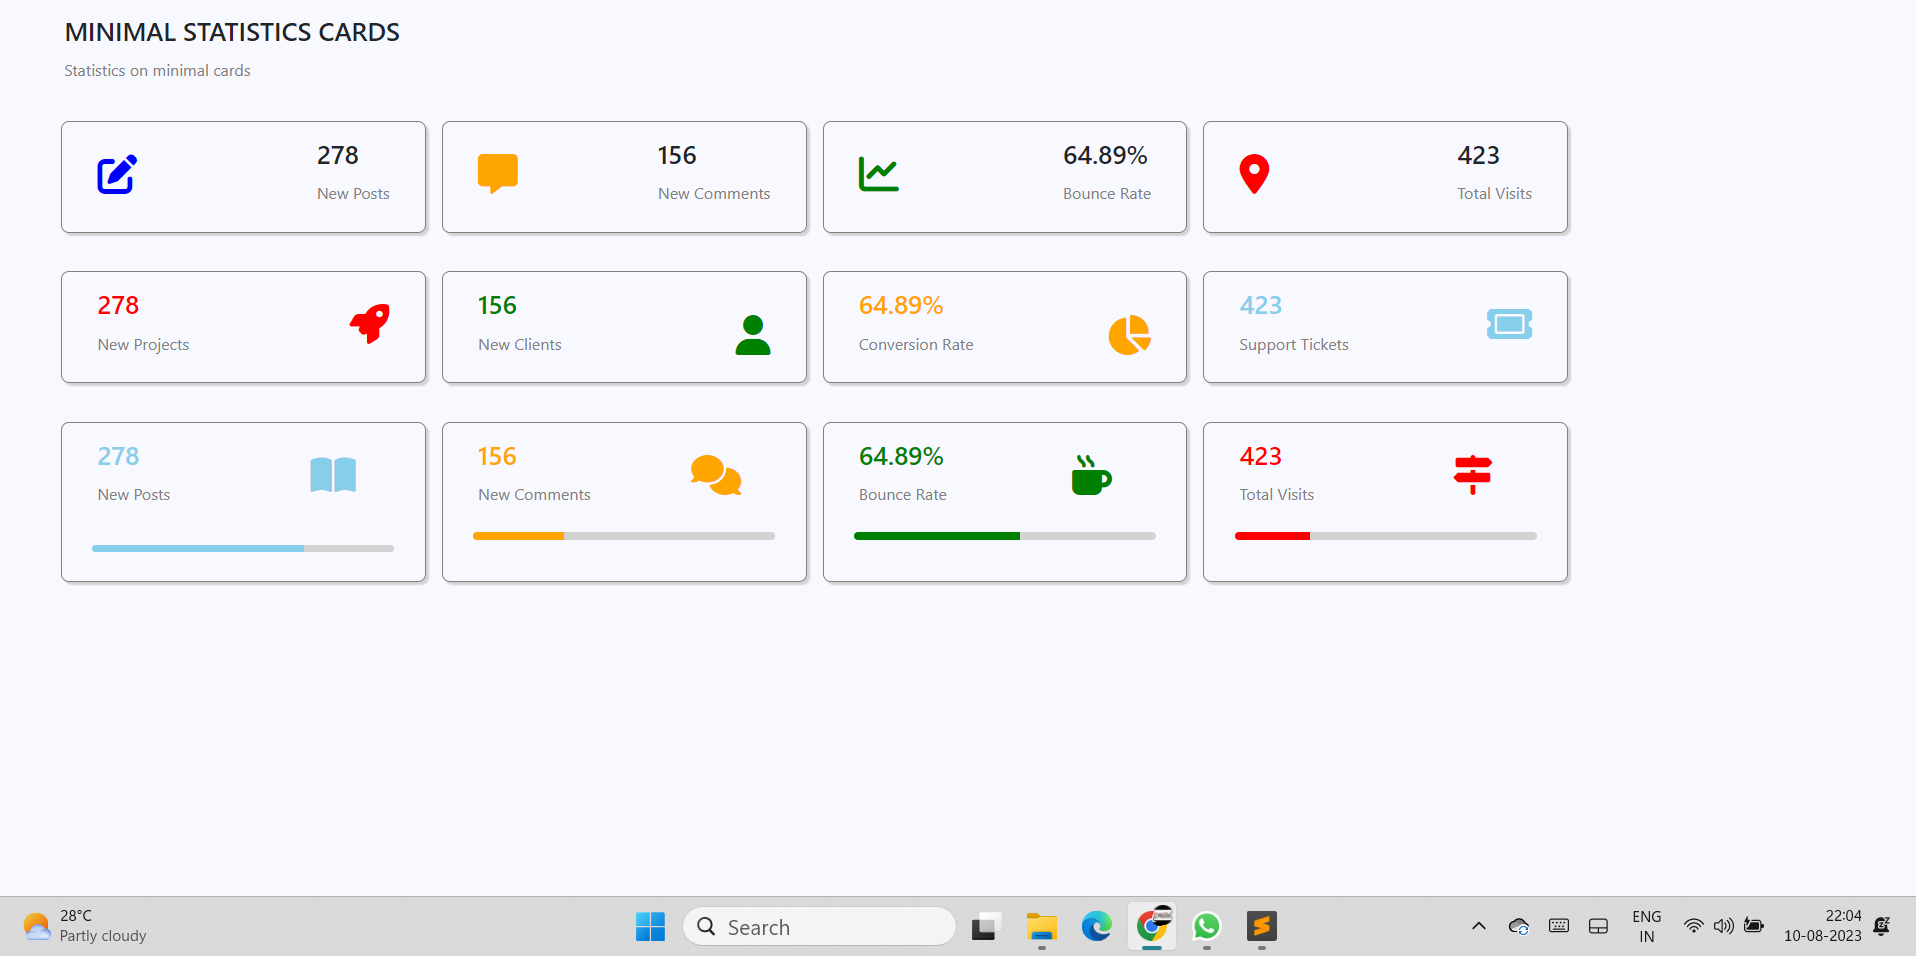 MINIMAL STATISTICS CARDS
Statistics on minimal cards
278
New Posts
156
New Comments
64.89%
Bounce Rate
423
Total Visits
278
New Projects
156
New Clients
64.89%
Conversion Rate
423
Support Tickets
278
New Posts
156
New Comments
64.89%
Bounce Rate
423
Total Visits
28°C
Partly cloudy
Search
ENG
IN
22:04
10-08-2023